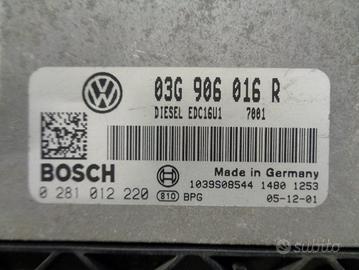 03G 906 016 R
DIESEL EDC16U1 7001
BOSCH
Made in Germany
0 281 012 220
1039S08544 1480 1253
810 BPG 05-12-01
subito